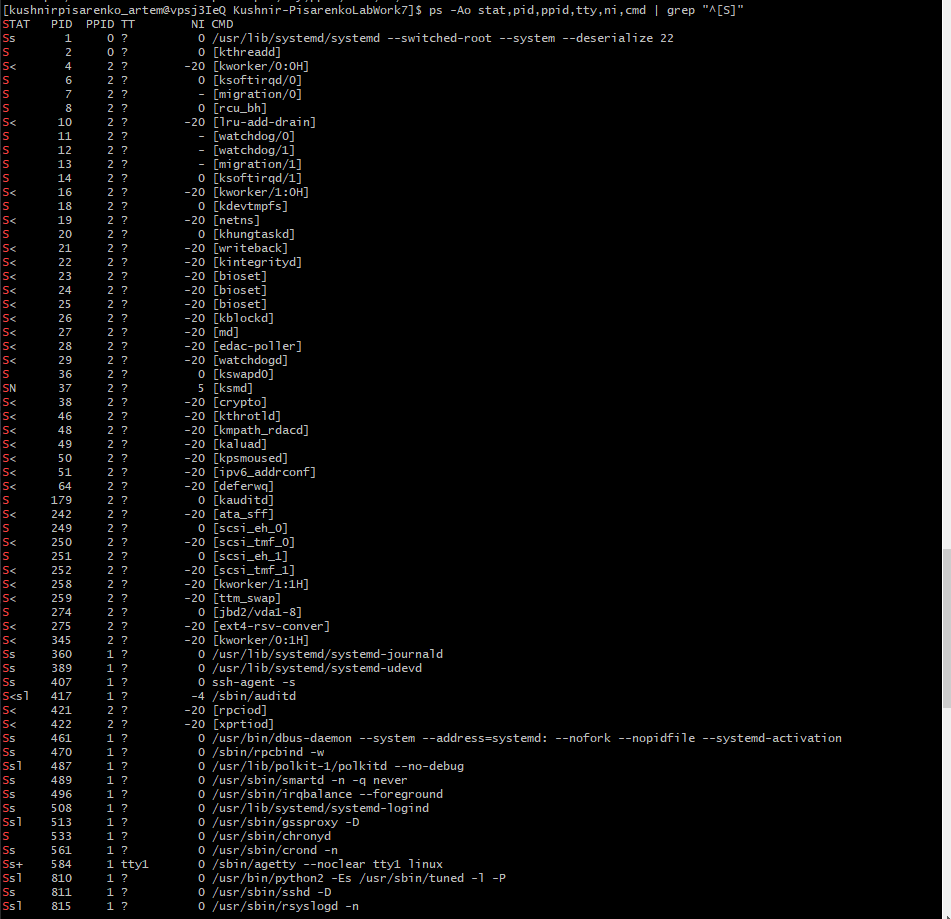 [kushnirpisarenko_artem@vpsj3IeQ Kushnir-PisarenkoLabWork7]$ ps -Ao stat,pid,ppid,tty,ni,cmd | grep "^[S]"
STAT   PID  PPID TT        NI CMD
Ss       1     0 ?          0 /usr/lib/systemd/systemd --switched-root --system --deserialize 22
S        2     0 ?          0 [kthreadd]
S<       4     2 ?        -20 [kworker/0:0H]
S        6     2 ?          0 [ksoftirqd/0]
S        7     2 ?          - [migration/0]
S        8     2 ?          0 [rcu_bh]
S<      10     2 ?        -20 [lru-add-drain]
S       11     2 ?          - [watchdog/0]
S       12     2 ?          - [watchdog/1]
S       13     2 ?          - [migration/1]
S       14     2 ?          0 [ksoftirqd/1]
S<      16     2 ?        -20 [kworker/1:0H]
S       18     2 ?          0 [kdevtmpfs]
S<      19     2 ?        -20 [netns]
S       20     2 ?          0 [khungtaskd]
S<      21     2 ?        -20 [writeback]
S<      22     2 ?        -20 [kintegrityd]
S<      23     2 ?        -20 [bioset]
S<      24     2 ?        -20 [bioset]
S<      25     2 ?        -20 [bioset]
S<      26     2 ?        -20 [kblockd]
S<      27     2 ?        -20 [md]
S<      28     2 ?        -20 [edac-poller]
S<      29     2 ?        -20 [watchdogd]
S       36     2 ?          0 [kswapd0]
SN      37     2 ?          5 [ksmd]
S<      38     2 ?        -20 [crypto]
S<      46     2 ?        -20 [kthrotld]
S<      48     2 ?        -20 [kmpath_rdacd]
S<      49     2 ?        -20 [kaluad]
S<      50     2 ?        -20 [kpsmoused]
S<      51     2 ?        -20 [ipv6_addrconf]
S<      64     2 ?        -20 [deferwq]
S      179     2 ?          0 [kauditd]
S<     242     2 ?        -20 [ata_sff]
S      249     2 ?          0 [scsi_eh_0]
S<     250     2 ?        -20 [scsi_tmf_0]
S      251     2 ?          0 [scsi_eh_1]
S<     252     2 ?        -20 [scsi_tmf_1]
S<     258     2 ?        -20 [kworker/1:1H]
S<     259     2 ?        -20 [ttm_swap]
S      274     2 ?          0 [jbd2/vda1-8]
S<     275     2 ?        -20 [ext4-rsv-conver]
S<     345     2 ?        -20 [kworker/0:1H]
Ss     360     1 ?          0 /usr/lib/systemd/systemd-journald
Ss     389     1 ?          0 /usr/lib/systemd/systemd-udevd
Ss     407     1 ?          0 ssh-agent -s
S<sl   417     1 ?         -4 /sbin/auditd
S<     421     2 ?        -20 [rpciod]
S<     422     2 ?        -20 [xprtiod]
Ss     461     1 ?          0 /usr/bin/dbus-daemon --system --address=systemd: --nofork --nopidfile --systemd-activation
Ss     470     1 ?          0 /sbin/rpcbind -w
Ssl    487     1 ?          0 /usr/lib/polkit-1/polkitd --no-debug
Ss     489     1 ?          0 /usr/sbin/smartd -n -q never
Ss     496     1 ?          0 /usr/sbin/irqbalance --foreground
Ss     508     1 ?          0 /usr/lib/systemd/systemd-logind
Ssl    513     1 ?          0 /usr/sbin/gssproxy -D
S      533     1 ?          0 /usr/sbin/chronyd
Ss     561     1 ?          0 /usr/sbin/crond -n
Ss+    584     1 tty1       0 /sbin/agetty --noclear tty1 linux
Ssl    810     1 ?          0 /usr/bin/python2 -Es /usr/sbin/tuned -l -P
Ss     811     1 ?          0 /usr/sbin/sshd -D
Ssl    815     1 ?          0 /usr/sbin/rsyslogd -n